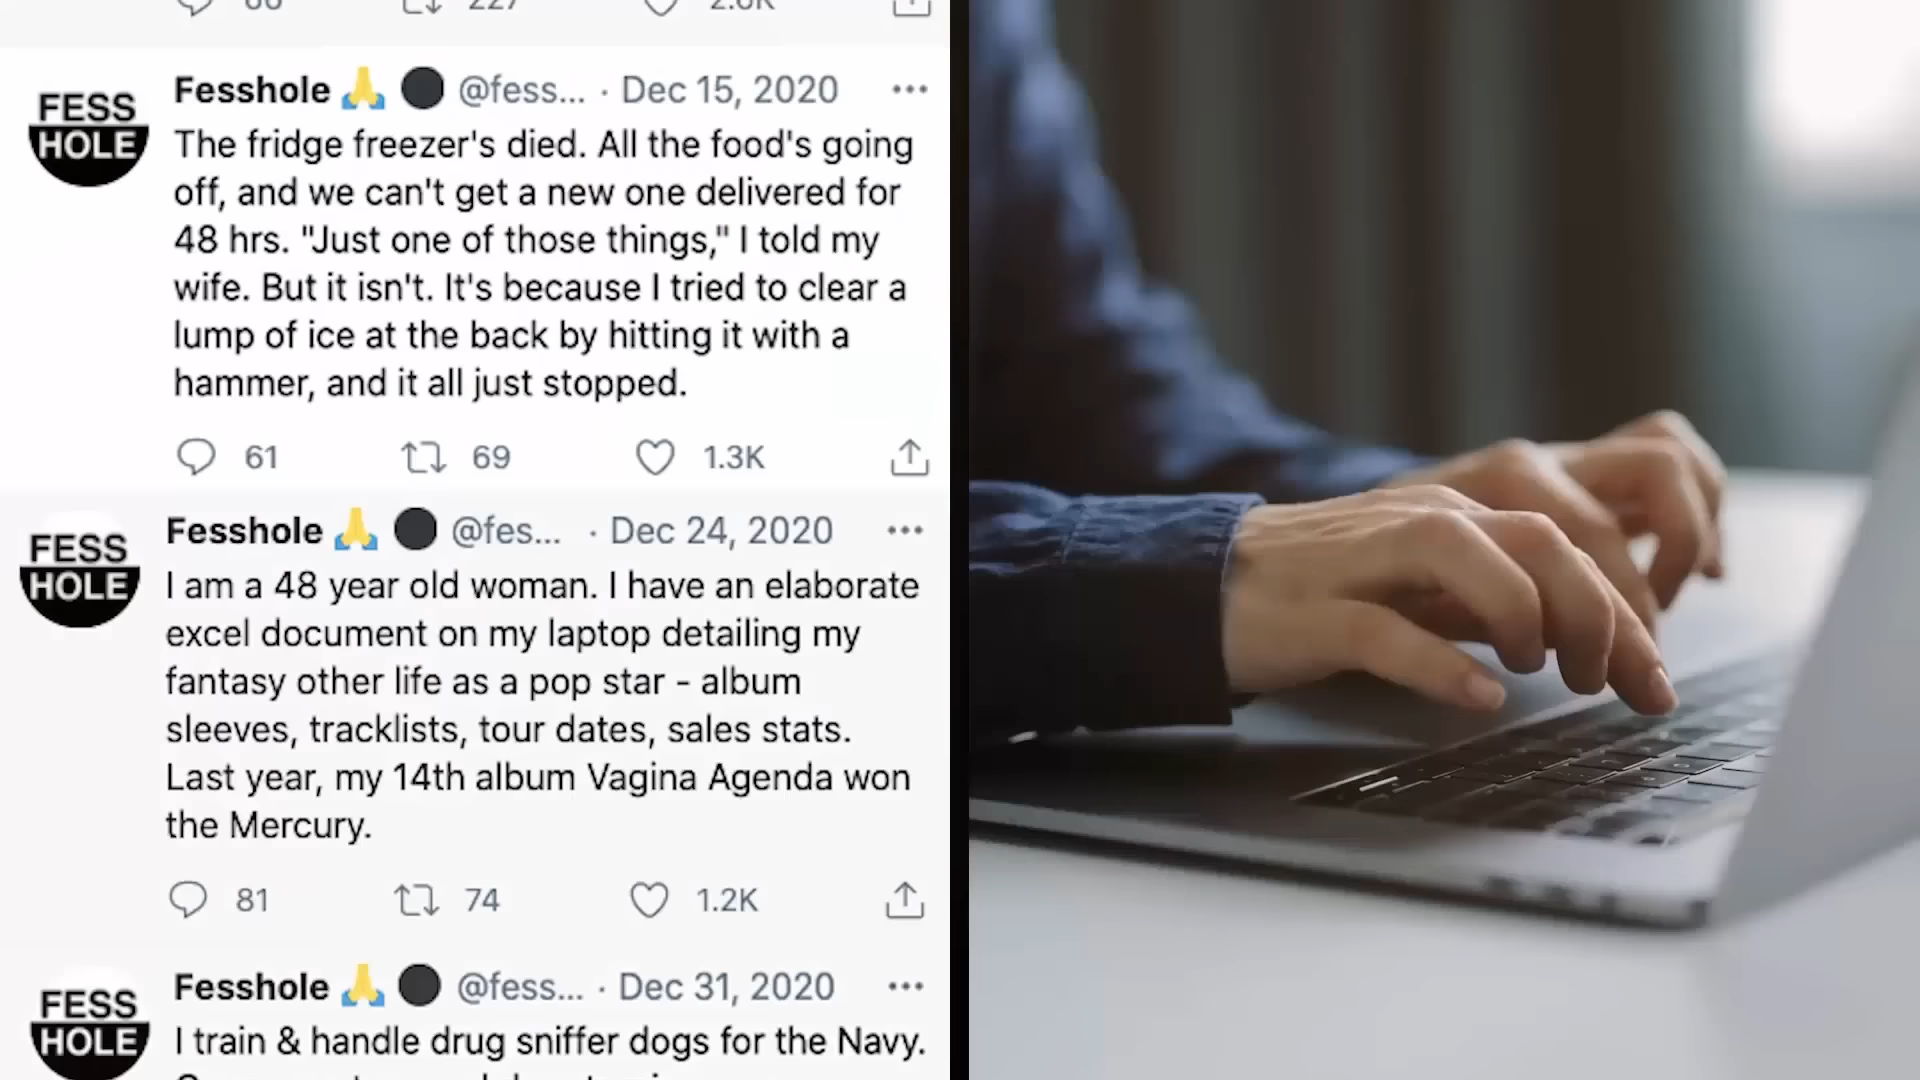 86 227 2.6K
FESS
HOLE
Fesshole 🙏 ⚫ @fess... · Dec 15, 2020 ...
The fridge freezer's died. All the food's going
off, and we can't get a new one delivered for
48 hrs. "Just one of those things," I told my
wife. But it isn't. It's because I tried to clear a
lump of ice at the back by hitting it with a
hammer, and it all just stopped.
61 69 1.3K
FESS
HOLE
Fesshole 🙏 ⚫ @fes... · Dec 24, 2020 ...
I am a 48 year old woman. I have an elaborate
excel document on my laptop detailing my
fantasy other life as a pop star - album
sleeves, tracklists, tour dates, sales stats.
Last year, my 14th album Vagina Agenda won
the Mercury.
81 74 1.2K
FESS
HOLE
Fesshole 🙏 ⚫ @fess... · Dec 31, 2020 ...
I train & handle drug sniffer dogs for the Navy.